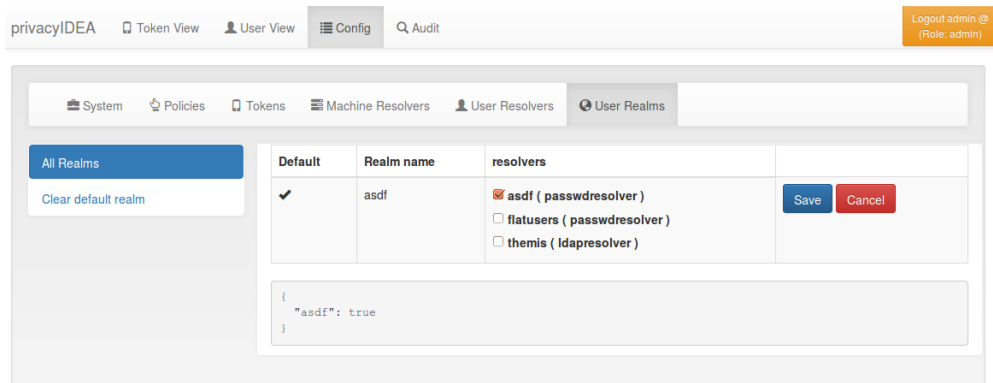 privacyIDEA Token View User View Config Audit Logout admin @
(Role: admin)
System Policies Tokens Machine Resolvers User Resolvers User Realms
All Realms
Clear default realm
Default Realm name resolvers
asdf asdf ( passwdresolver ) Save Cancel
flatusers ( passwdresolver )
themis ( ldapresolver )
{
"asdf": true
}